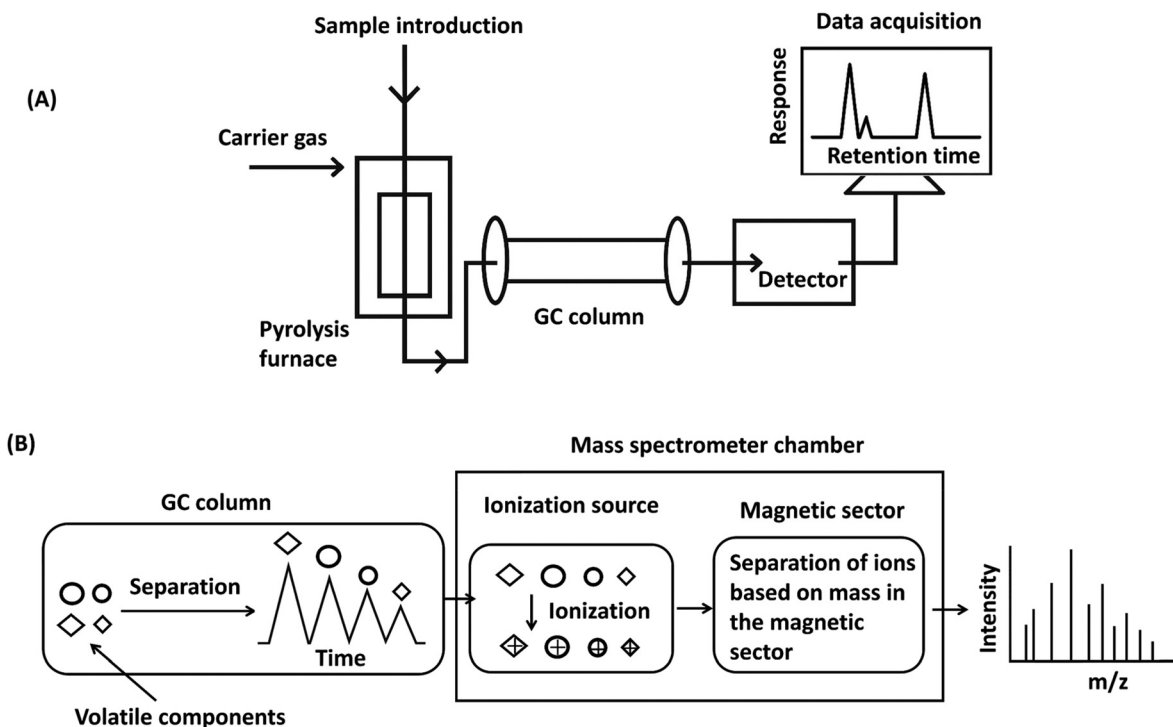 Sample introduction
Data acquisition
(A)
Response
Carrier gas
Retention time
Pyrolysis
furnace
GC column
Detector
(B)
Mass spectrometer chamber
GC column
Ionization source
Magnetic sector
Separation
Time
Ionization
Separation of ions
based on mass in
the magnetic
sector
Intensity
m/z
Volatile components